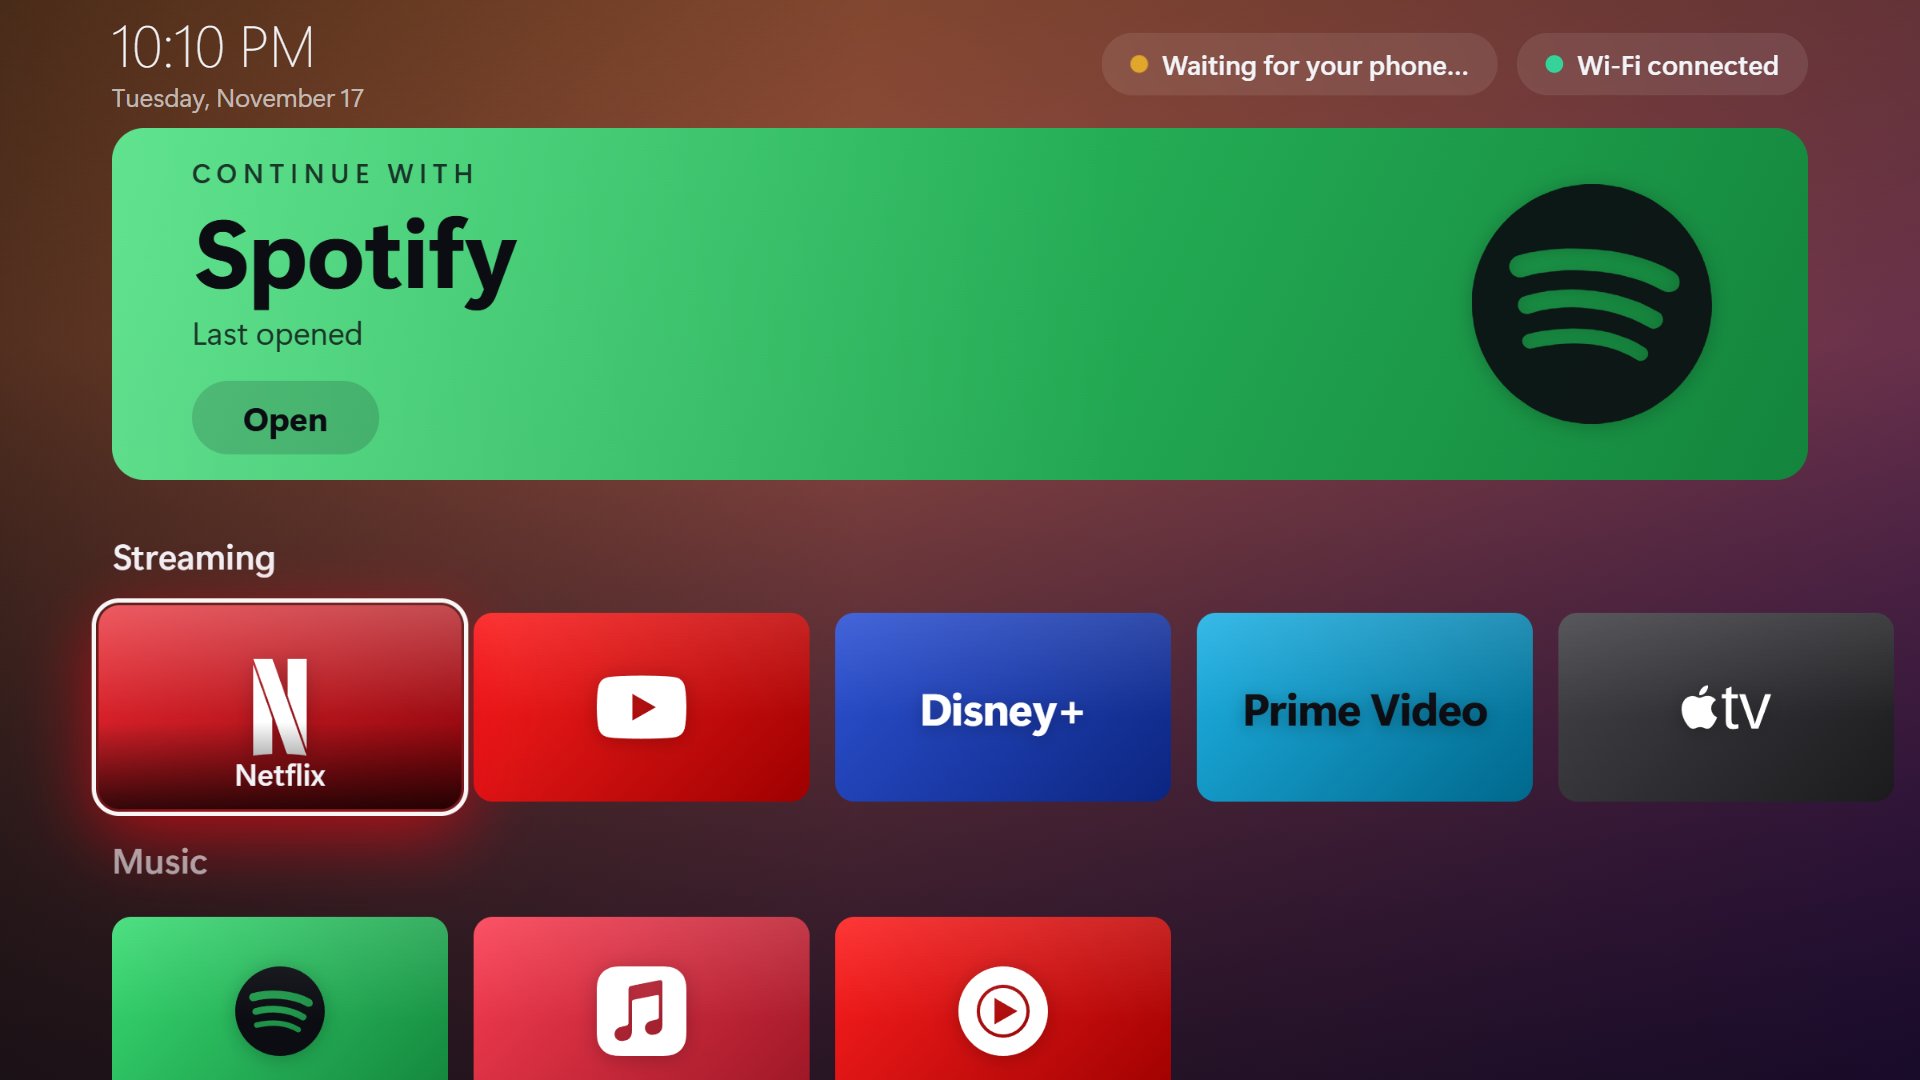 10:10 PM
Tuesday, November 17
Waiting for your phone...
Wi-Fi connected
CONTINUE WITH
Spotify
Last opened
Open
Streaming
Netflix
Disney+
Prime Video
tv
Music